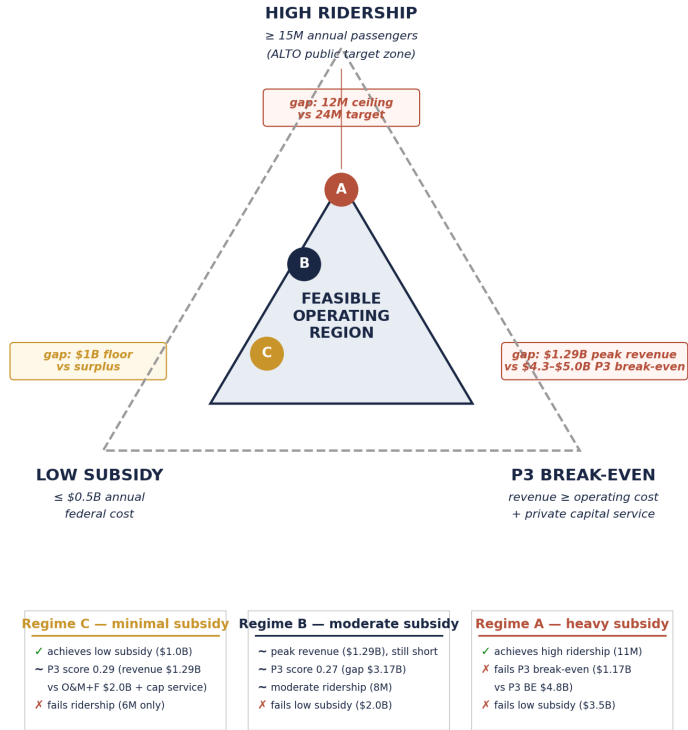 HIGH RIDERSHIP
≥ 15M annual passengers
(ALTO public target zone)
gap: 12M ceiling
vs 24M target
A
B
FEASIBLE
OPERATING
REGION
C
gap: $1B floor
vs surplus
gap: $1.29B peak revenue
vs $4.3–$5.0B P3 break-even
LOW SUBSIDY
≤ $0.5B annual
federal cost
P3 BREAK-EVEN
revenue ≥ operating cost
+ private capital service
Regime C — minimal subsidy
✓ achieves low subsidy ($1.0B)
~ P3 score 0.29 (revenue $1.29B
vs O&M+F $2.0B + cap service)
✗ fails ridership (6M only)
Regime B — moderate subsidy
~ peak revenue ($1.29B), still short
~ P3 score 0.27 (gap $3.17B)
~ moderate ridership (8M)
✗ fails low subsidy ($2.0B)
Regime A — heavy subsidy
✓ achieves high ridership (11M)
✗ fails P3 break-even ($1.17B
vs P3 BE $4.8B)
✗ fails low subsidy ($3.5B)